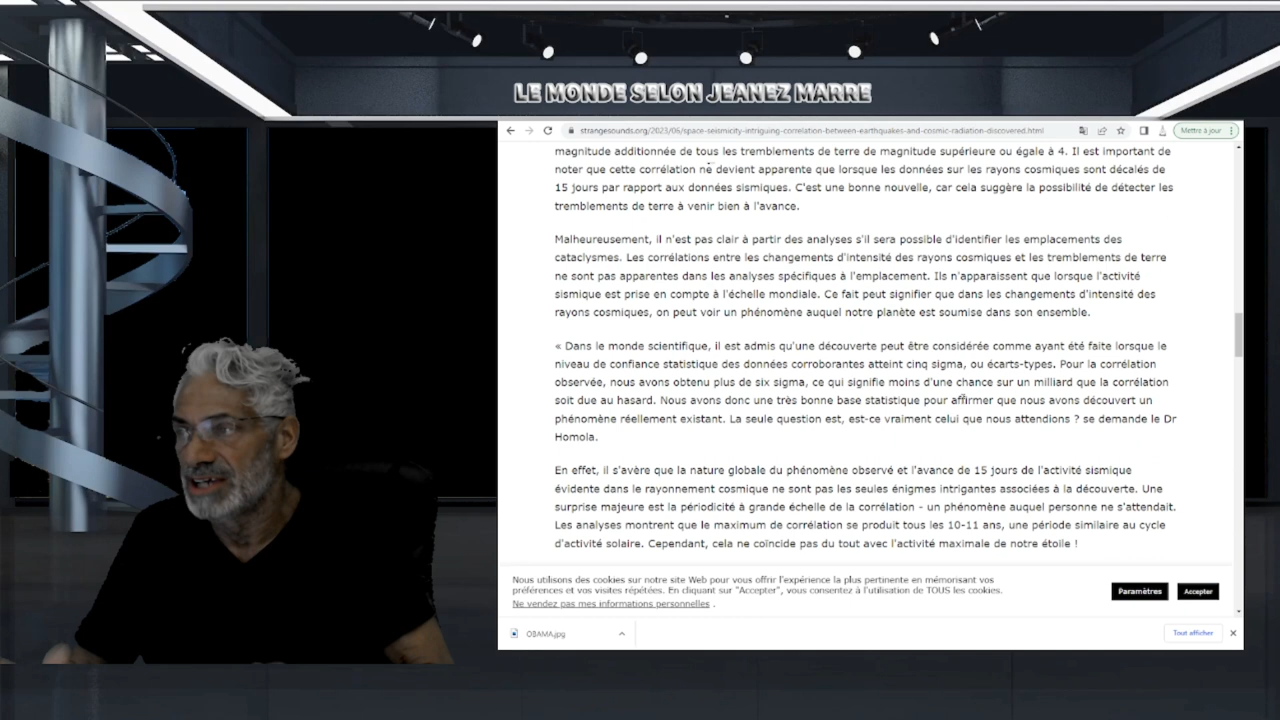 LE MONDE SELON JEANEZ MARRE
strangesounds.org/2023/06/space-seismicity-intriguing-correlation-between-earthquakes-and-cosmic-radiation-discovered.html
Mettre à jour
magnitude additionnée de tous les tremblements de terre de magnitude supérieure ou égale à 4. Il est important de
noter que cette corrélation ne devient apparente que lorsque les données sur les rayons cosmiques sont décalés de
15 jours par rapport aux données sismiques. C'est une bonne nouvelle, car cela suggère la possibilité de détecter les
tremblements de terre à venir bien à l'avance.
Malheureusement, il n'est pas clair à partir des analyses s'il sera possible d'identifier les emplacements des
cataclysmes. Les corrélations entre les changements d'intensité des rayons cosmiques et les tremblements de terre
ne sont pas apparentes dans les analyses spécifiques à l'emplacement. Ils n'apparaissent que lorsque l'activité
sismique est prise en compte à l'échelle mondiale. Ce fait peut signifier que dans les changements d'intensité des
rayons cosmiques, on peut voir un phénomène auquel notre planète est soumise dans son ensemble.
« Dans le monde scientifique, il est admis qu'une découverte peut être considérée comme ayant été faite lorsque le
niveau de confiance statistique des données corroborantes atteint cinq sigma, ou écarts-types. Pour la corrélation
observée, nous avons obtenu plus de six sigma, ce qui signifie moins d'une chance sur un milliard que la corrélation
soit due au hasard. Nous avons donc une très bonne base statistique pour affirmer que nous avons découvert un
phénomène réellement existant. La seule question est, est-ce vraiment celui que nous attendions ? se demande le Dr
Homola.
En effet, il s'avère que la nature globale du phénomène observé et l'avance de 15 jours de l'activité sismique
évidente dans le rayonnement cosmique ne sont pas les seules énigmes intrigantes associées à la découverte. Une
surprise majeure est la périodicité à grande échelle de la corrélation - un phénomène auquel personne ne s'attendait.
Les analyses montrent que le maximum de corrélation se produit tous les 10-11 ans, une période similaire au cycle
d'activité solaire. Cependant, cela ne coïncide pas du tout avec l'activité maximale de notre étoile !
Nous utilisons des cookies sur notre site Web pour vous offrir l'expérience la plus pertinente en mémorisant vos
préférences et vos visites répétées. En cliquant sur "Accepter", vous consentez à l'utilisation de TOUS les cookies.
Ne vendez pas mes informations personnelles .
Paramètres
Accepter
OBAMA.jpg
Tout afficher